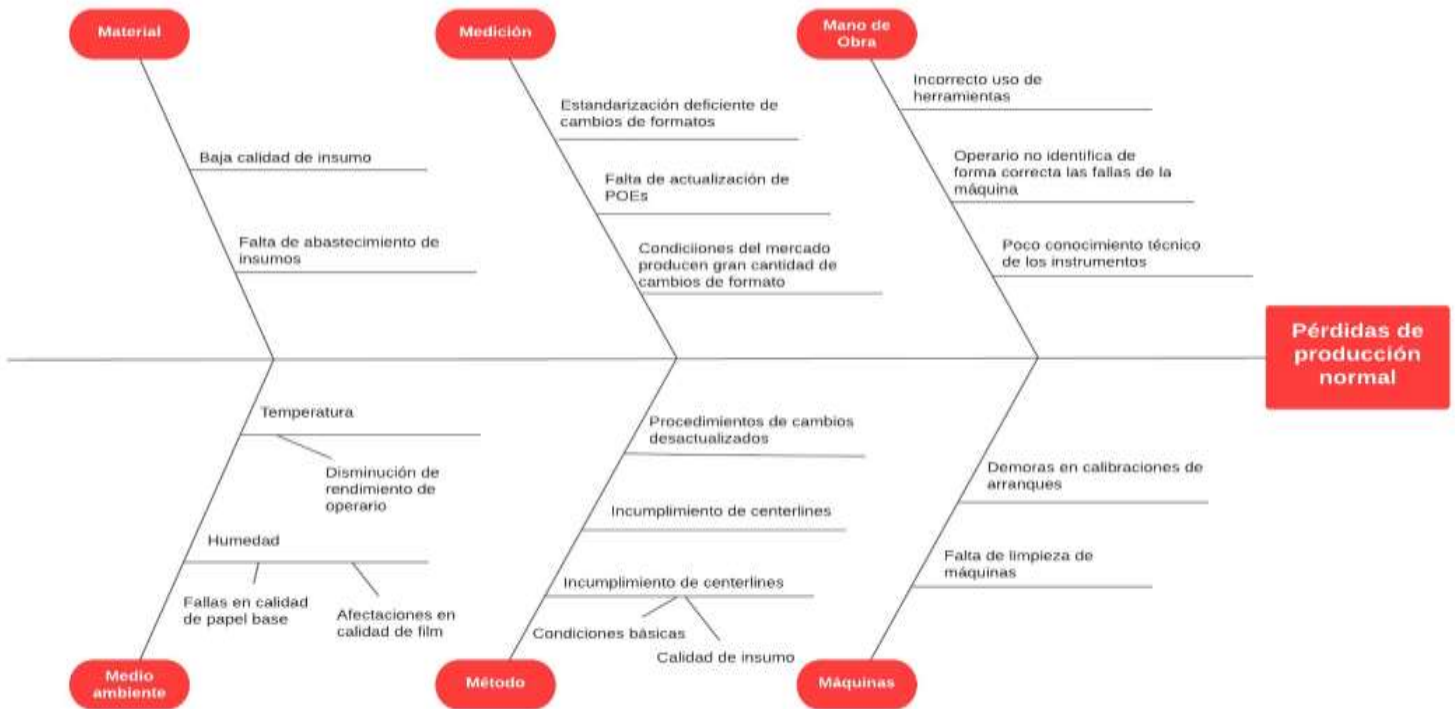 Material
Medición
Mano de
Obra
Baja calidad de insumo
Falta de abastecimiento de
insumos
Estandarización deficiente de
cambios de formatos
Falta de actualización de
POEs
Condiciiones del mercado
producen gran cantidad de
cambios de formato
Incorrecto uso de
herramientas
Operario no identifica de
forma correcta las fallas de la
máquina
Poco conocimiento técnico
de los instrumentos
Pérdidas de
producción
normal
Temperatura
Disminución de
rendimiento de
operario
Humedad
Fallas en calidad
de papel base
Afectaciones en
calidad de film
Procedimientos de cambios
desactualizados
Incumplimiento de centerlines
Incumplimiento de centerlines
Condiciones básicas
Calidad de insumo
Demoras en calibraciones de
arranques
Falta de limpieza de
máquinas
Medio
ambiente
Método
Máquinas